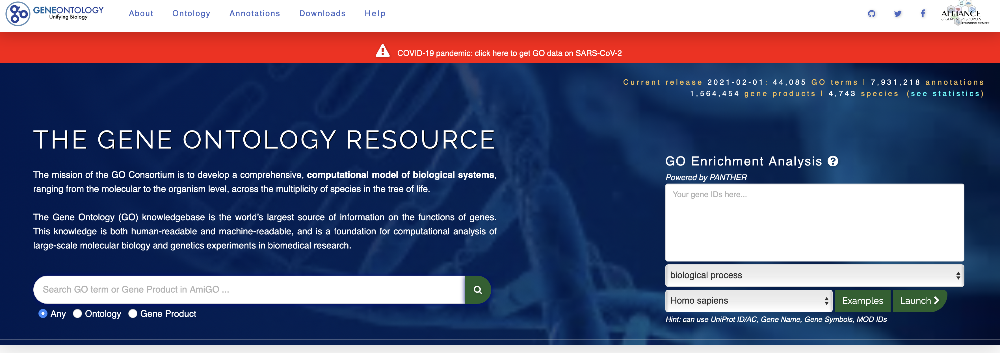 GENEONTOLOGY
Unifying Biology
About
Ontology
Annotations
Downloads
Help
ALLIANCE
of GENOME RESOURCES
FOUNDING MEMBER
COVID-19 pandemic: click here to get GO data on SARS-CoV-2
Current release 2021-02-01: 44,085 GO terms | 7,931,218 annotations
1,564,454 gene products | 4,743 species (see statistics)
THE GENE ONTOLOGY RESOURCE
The mission of the GO Consortium is to develop a comprehensive, computational model of biological systems,
ranging from the molecular to the organism level, across the multiplicity of species in the tree of life.
The Gene Ontology (GO) knowledgebase is the world’s largest source of information on the functions of genes.
This knowledge is both human-readable and machine-readable, and is a foundation for computational analysis of
large-scale molecular biology and genetics experiments in biomedical research.
Search GO term or Gene Product in AmiGO ...
Any
Ontology
Gene Product
GO Enrichment Analysis
Powered by PANTHER
Your gene IDs here...
biological process
Homo sapiens
Examples
Launch
Hint: can use UniProt ID/AC, Gene Name, Gene Symbols, MOD IDs